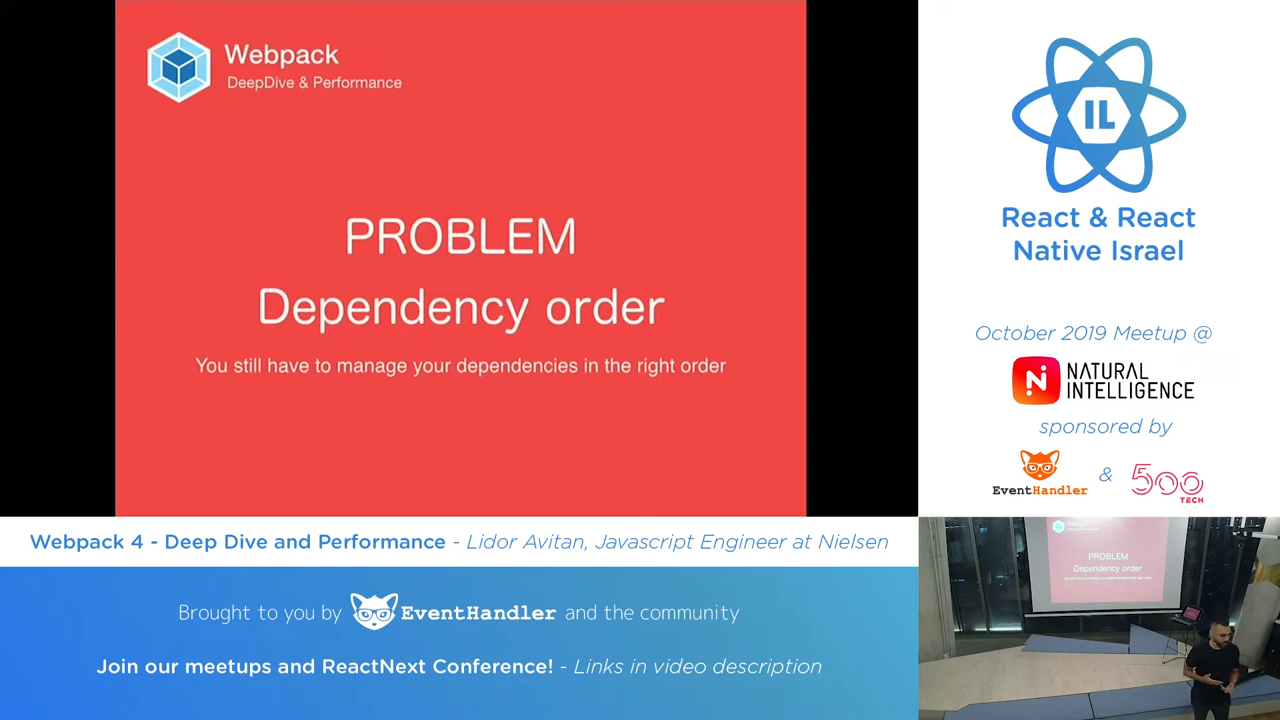 Webpack
DeepDive & Performance
PROBLEM
Dependency order
You still have to manage your dependencies in the right order
IL
React & React
Native Israel
October 2019 Meetup @
NATURAL
INTELLIGENCE
sponsored by
EventHandler & 500
TECH
Webpack 4 - Deep Dive and Performance - Lidor Avitan, Javascript Engineer at Nielsen
Brought to you by EventHandler and the community
Join our meetups and ReactNext Conference! - Links in video description
PROBLEM
Dependency order